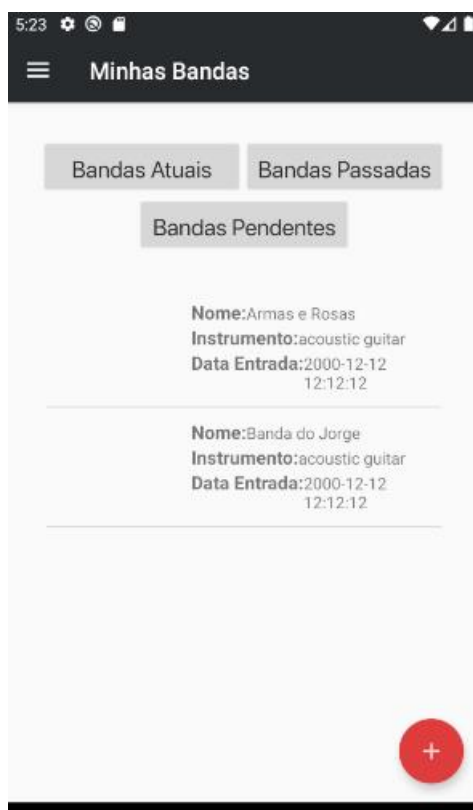 5:23
Minhas Bandas
Bandas Atuais
Bandas Passadas
Bandas Pendentes
Nome:Armas e Rosas
Instrumento:acoustic guitar
Data Entrada:2000-12-12
12:12:12
Nome:Banda do Jorge
Instrumento:acoustic guitar
Data Entrada:2000-12-12
12:12:12
+